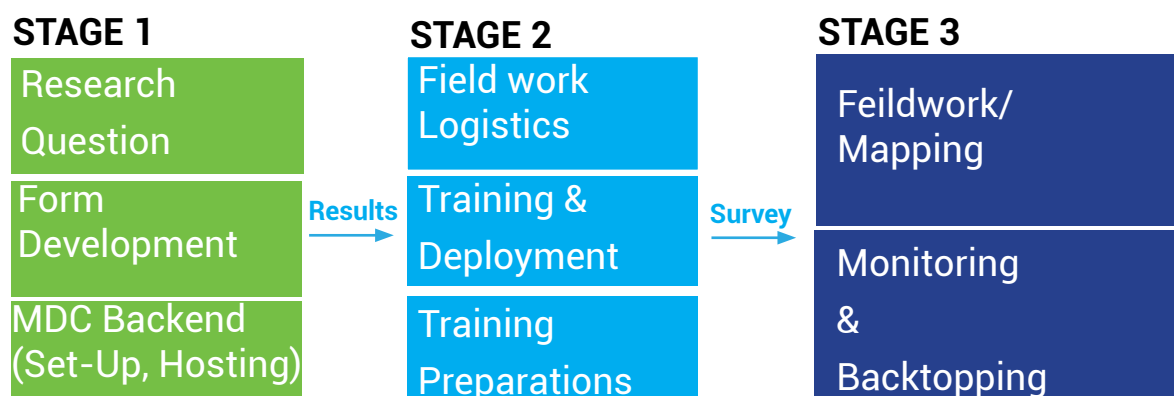 STAGE 1
Research
Question
Form
Development
MDC Backend
(Set-Up, Hosting)
Results
STAGE 2
Field work
Logistics
Training &
Deployment
Training
Preparations
Survey
STAGE 3
Feildwork/
Mapping
Monitoring
&
Backtopping